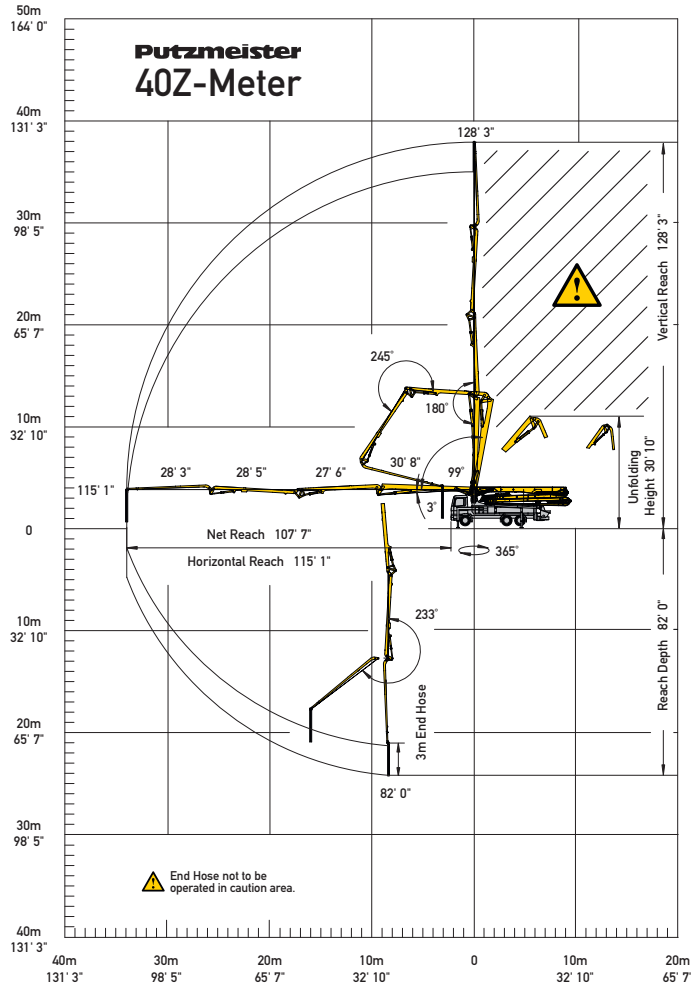 50m
164' 0"
Putzmeister
40Z-Meter
40m
131' 3"
128' 3"
30m
98' 5"
Vertical Reach 128' 3"
20m
65' 7"
245°
180°
10m
32' 10"
Unfolding
Height 30' 10"
28' 3"
28' 5"
27' 6"
30' 8"
99°
115' 1"
3°
0
Net Reach 107' 7"
Horizontal Reach 115' 1"
365°
10m
32' 10"
233°
Reach Depth 82' 0"
3m End Hose
20m
65' 7"
82' 0"
30m
98' 5"
End Hose not to be
operated in caution area.
40m
131' 3"
40m
131' 3"
30m
98' 5"
20m
65' 7"
10m
32' 10"
0
10m
32' 10"
20m
65' 7"